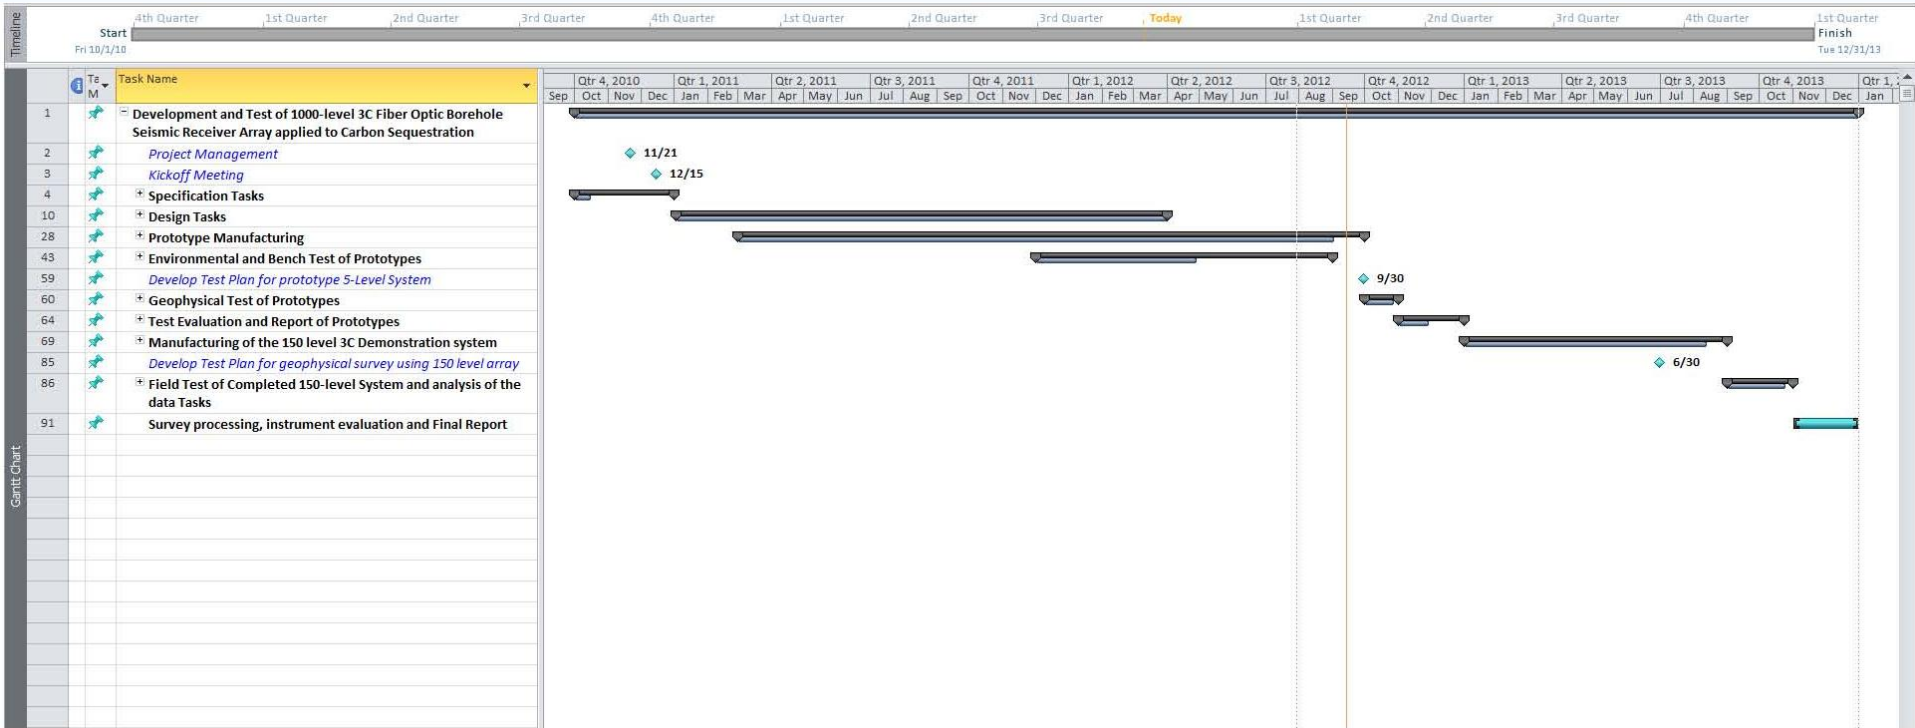 Timeline
4th Quarter 1st Quarter 2nd Quarter 3rd Quarter 4th Quarter 1st Quarter 2nd Quarter 3rd Quarter Today 1st Quarter 2nd Quarter 3rd Quarter 4th Quarter 1st Quarter
Start
Fri 10/1/10
Finish
Tue 12/31/13
Ta M Task Name
Qtr 4, 2010 Qtr 1, 2011 Qtr 2, 2011 Qtr 3, 2011 Qtr 4, 2011 Qtr 1, 2012 Qtr 2, 2012 Qtr 3, 2012 Qtr 4, 2012 Qtr 1, 2013 Qtr 2, 2013 Qtr 3, 2013 Qtr 4, 2013 Qtr 1,
Sep Oct Nov Dec Jan Feb Mar Apr May Jun Jul Aug Sep Oct Nov Dec Jan Feb Mar Apr May Jun Jul Aug Sep Oct Nov Dec Jan Feb Mar Apr May Jun Jul Aug Sep Oct Nov Dec Jan
1 Development and Test of 1000-level 3C Fiber Optic Borehole
Seismic Receiver Array applied to Carbon Sequestration
2 Project Management 11/21
3 Kickoff Meeting 12/15
4 Specification Tasks
10 Design Tasks
28 Prototype Manufacturing
43 Environmental and Bench Test of Prototypes
59 Develop Test Plan for prototype 5-Level System 9/30
60 Geophysical Test of Prototypes
64 Test Evaluation and Report of Prototypes
69 Manufacturing of the 150 level 3C Demonstration system
85 Develop Test Plan for geophysical survey using 150 level array 6/30
86 Field Test of Completed 150-level System and analysis of the
data Tasks
91 Survey processing, instrument evaluation and Final Report
Gantt Chart